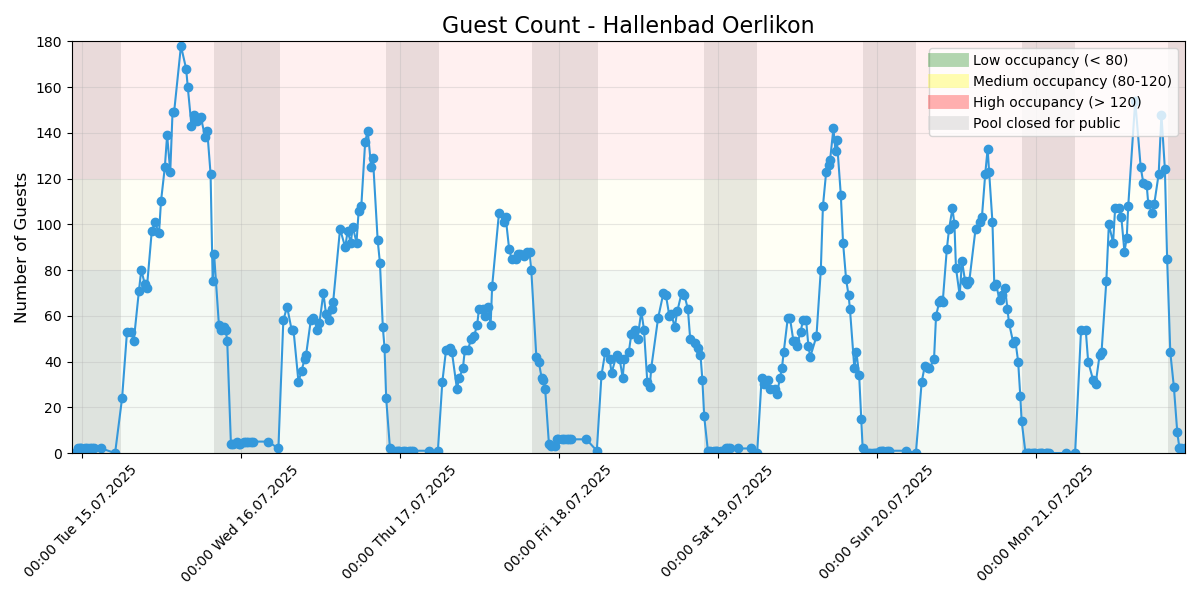 Guest Count - Hallenbad Oerlikon
Number of Guests
180
160
140
120
100
80
60
40
20
0
Low occupancy (< 80)
Medium occupancy (80-120)
High occupancy (> 120)
Pool closed for public
00:00 Tue 15.07.2025
00:00 Wed 16.07.2025
00:00 Thu 17.07.2025
00:00 Fri 18.07.2025
00:00 Sat 19.07.2025
00:00 Sun 20.07.2025
00:00 Mon 21.07.2025